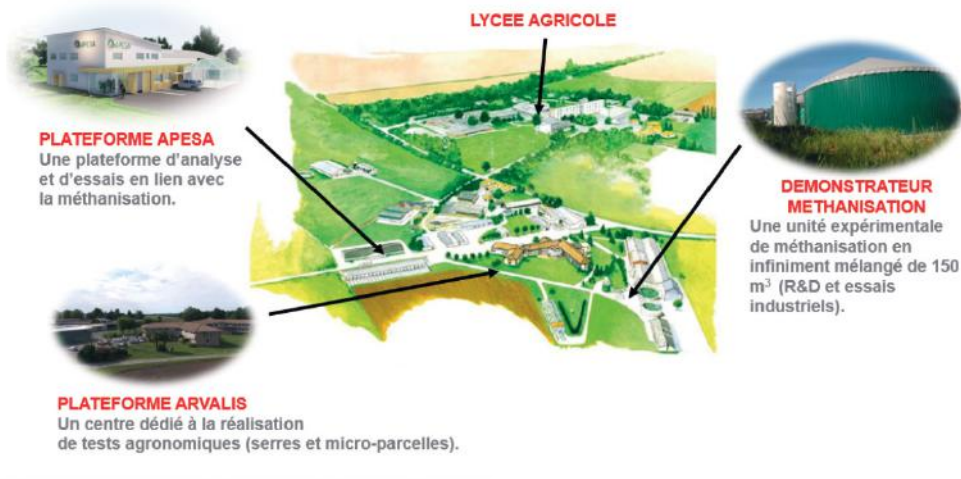 LYCEE AGRICOLE
APESA
PLATEFORME APESA
Une plateforme d'analyse
et d'essais en lien avec
la méthanisation.
DEMONSTRATEUR
METHANISATION
Une unité expérimentale
de méthanisation en
infiniment mélangé de 150
m³ (R&D et essais
industriels).
PLATEFORME ARVALIS
Un centre dédié à la réalisation
de tests agronomiques (serres et micro-parcelles).